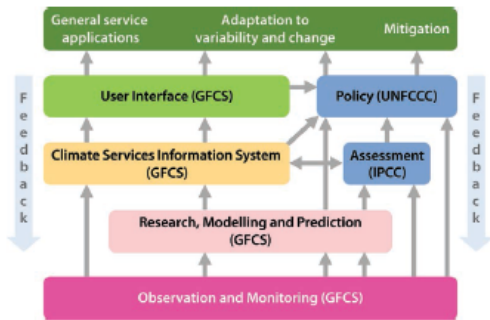 General service
applications
Adaptation to
variability and change
Mitigation
Feedback
User Interface (GFCS)
Policy (UNFCCC)
Feedback
Climate Services Information System
(GFCS)
Assessment
(IPCC)
Research, Modelling and Prediction
(GFCS)
Observation and Monitoring (GFCS)